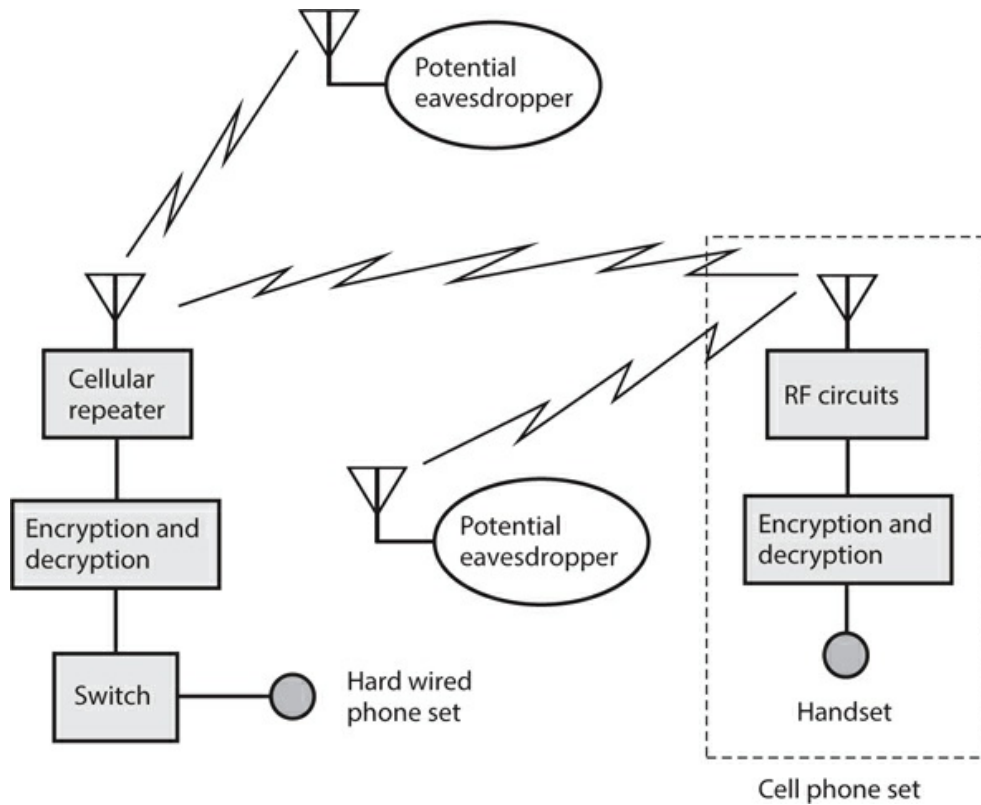 Potential
eavesdropper
Cellular
repeater
RF circuits
Encryption and
decryption
Potential
eavesdropper
Encryption and
decryption
Switch
Hard wired
phone set
Handset
Cell phone set